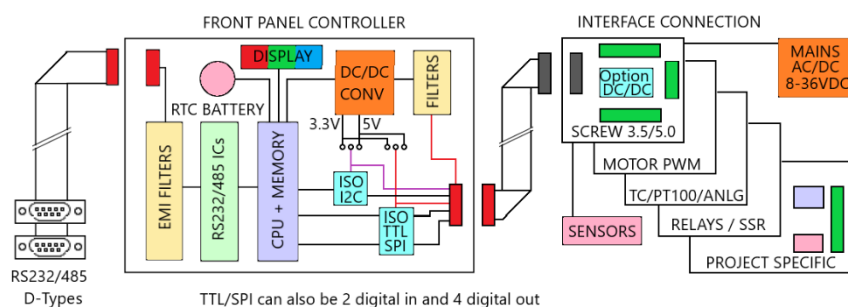 FRONT PANEL CONTROLLER
INTERFACE CONNECTION
DISPLAY
RTC BATTERY
DC/DC
CONV
FILTERS
3.3V
5V
EMI FILTERS
RS232/485 ICs
CPU + MEMORY
ISO
I2C
ISO
TTL
SPI
RS232/485
D-Types
TTL/SPI can also be 2 digital in and 4 digital out
Option
DC/DC
SCREW 3.5/5.0
MAINS
AC/DC
8-36VDC
MOTOR PWM
TC/PT100/ANLG
SENSORS
RELAYS / SSR
PROJECT SPECIFIC